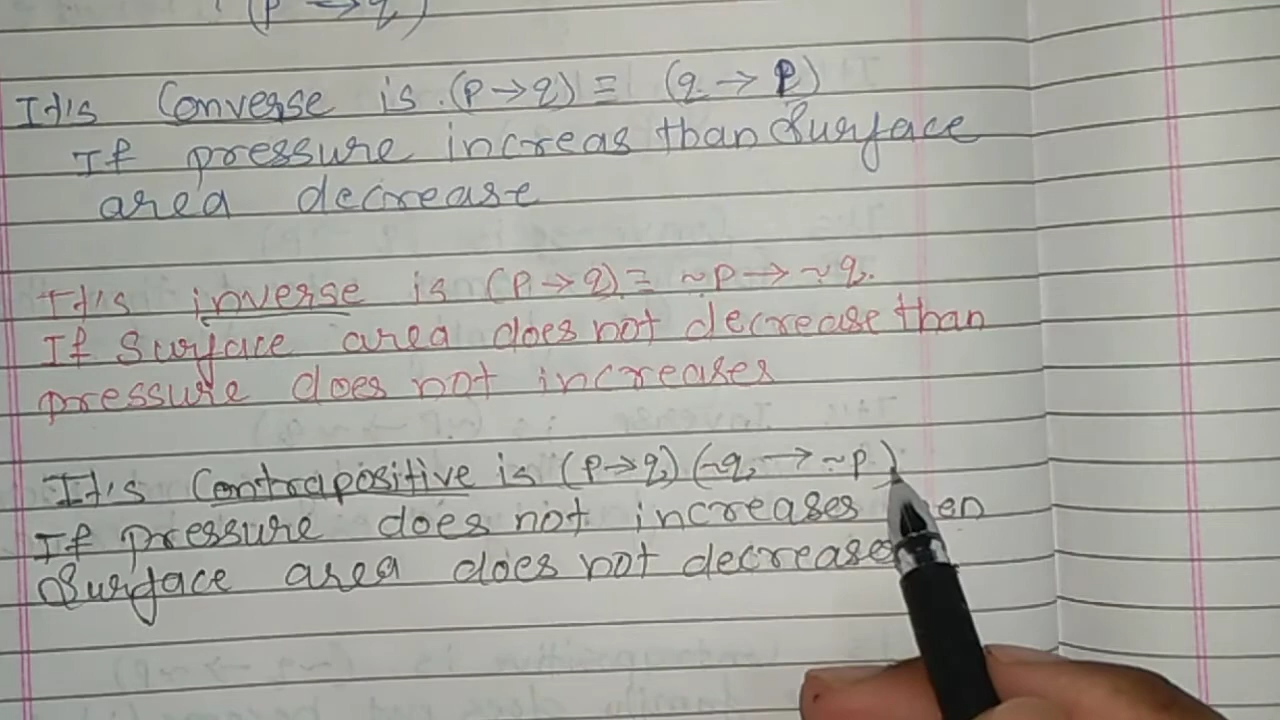 (p → q)
It's Converse is (p → q) ≡ (q → p)
If pressure increas than Surface
area decrease
It's inverse is (p → q) = ~p → ~q.
If Surface area does not decrease than
pressure does not increases
It's Contrapositive is (p → q) (~q → ~p)
If pressure does not increases
Surface area does not decrease